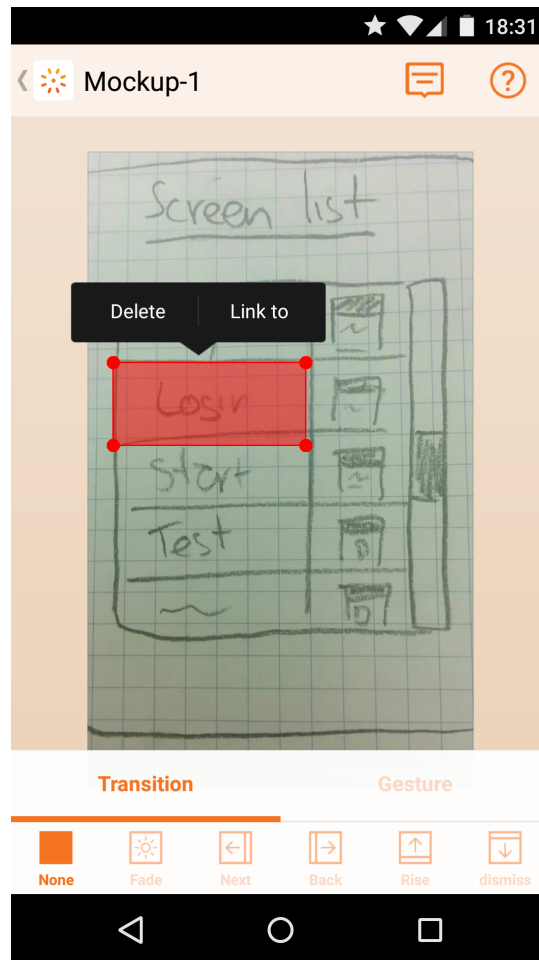 18:31
Mockup-1
Screen list
Delete Link to
Login
Start
Test
Transition Gesture
None Fade Next Back Rise dismiss